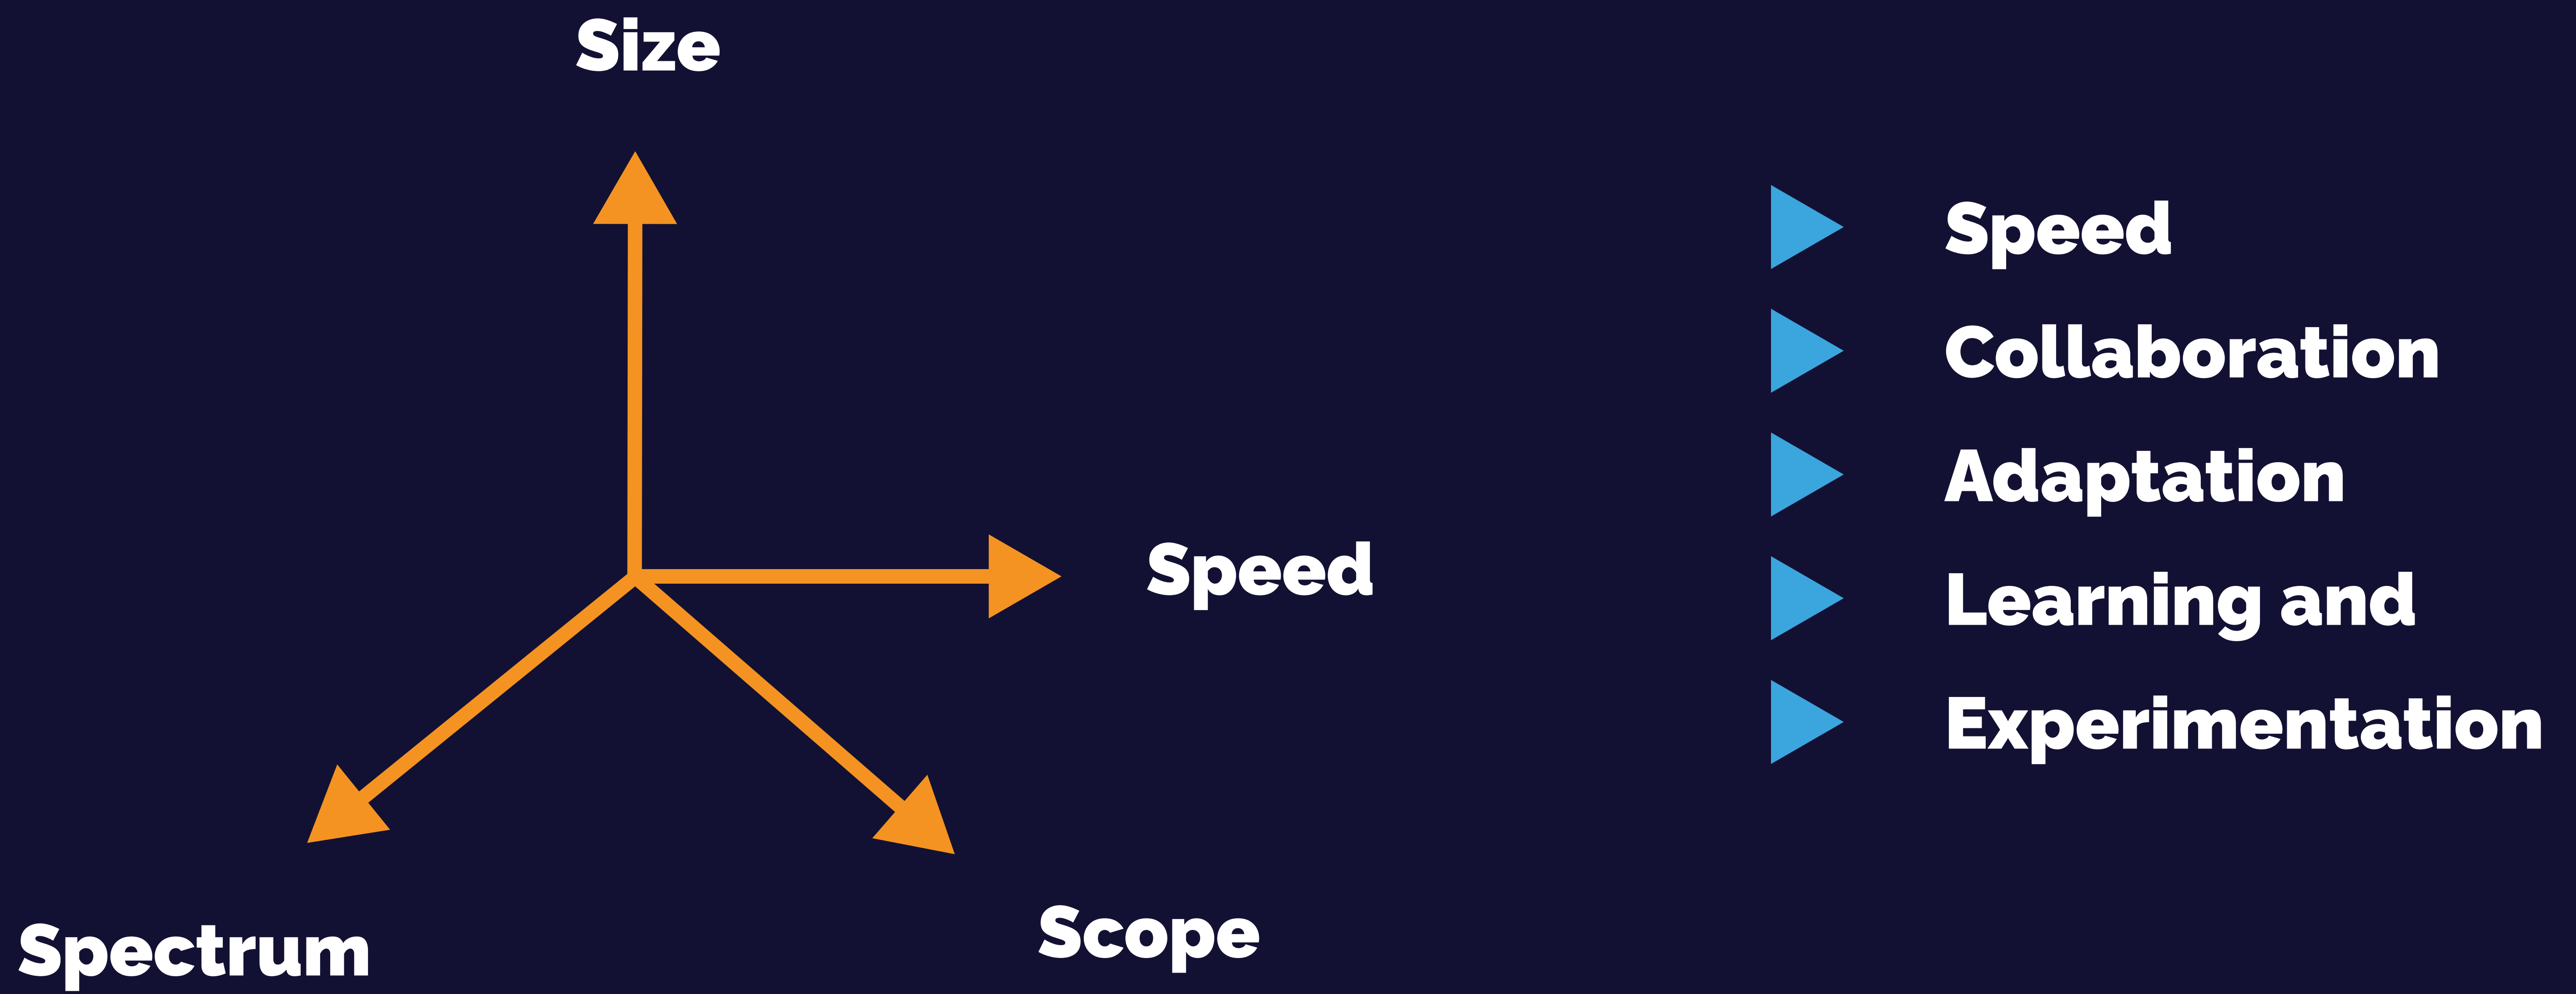 Size
Speed
Spectrum
Scope
Speed
Collaboration
Adaptation
Learning and
Experimentation